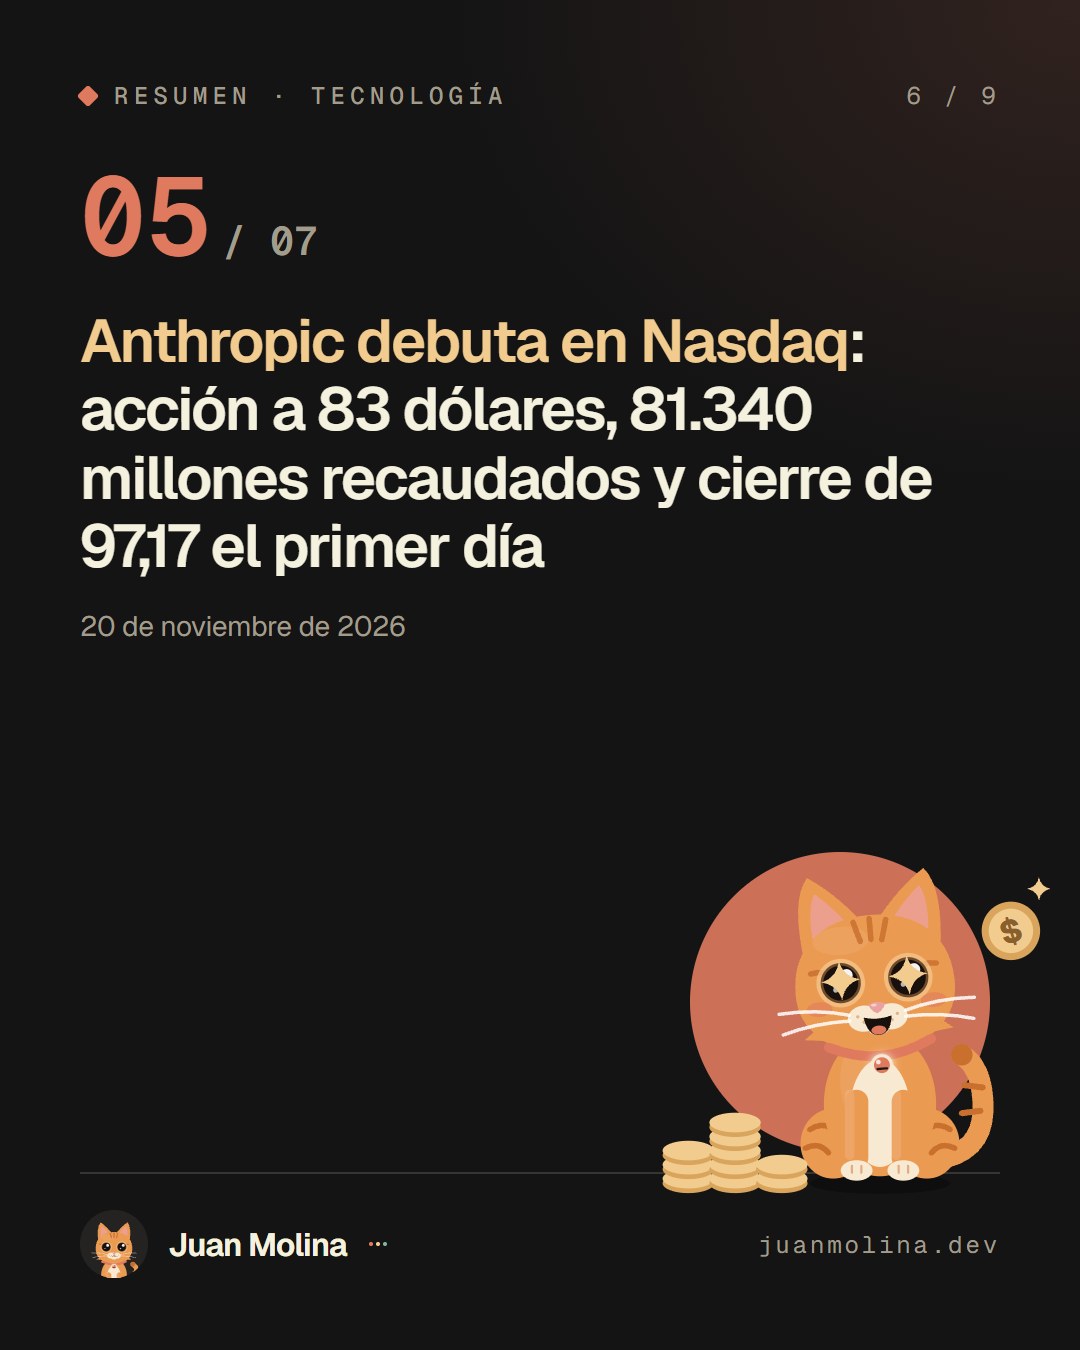 RESUMEN · TECNOLOGÍA
6 / 9
05 / 07
Anthropic debuta en Nasdaq:
acción a 83 dólares, 81.340
millones recaudados y cierre de
97,17 el primer día
20 de noviembre de 2026
$
Juan Molina
juanmolina.dev